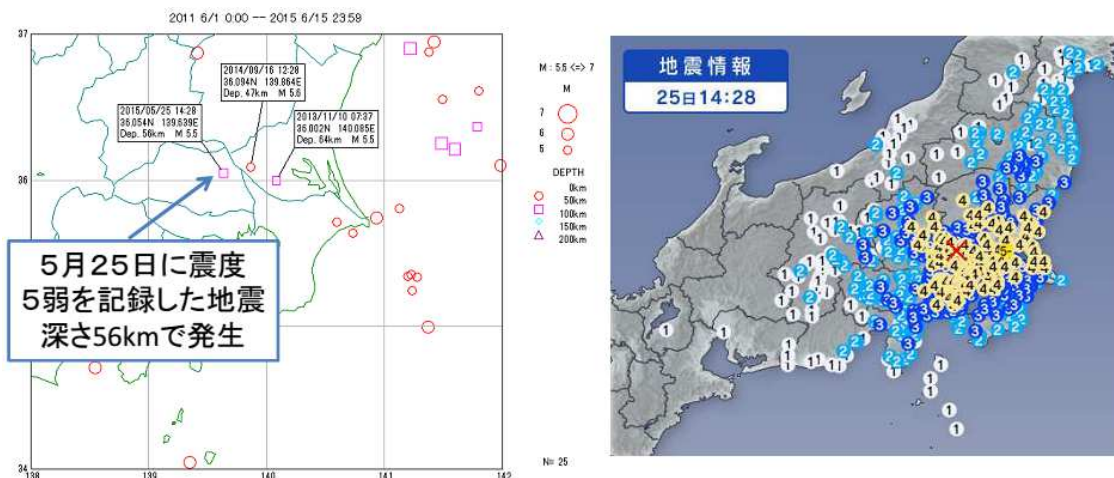 2011 6/1 0:00 -- 2015 6/15 23:59
37
36
34
138
139
140
141
142
2014/09/16 12:28
36.094N 139.864E
Dep. 47km M 5.6
2015/05/25 14:28
36.054N 139.639E
Dep. 56km M 5.5
2013/11/10 07:37
36.002N 140.085E
Dep. 64km M 5.5
5月25日に震度
5弱を記録した地震
深さ56kmで発生
M : 5.5 <=> 7
M
7
6
5
DEPTH
0km
50km
100km
150km
200km
N= 25
地震情報
25日14:28